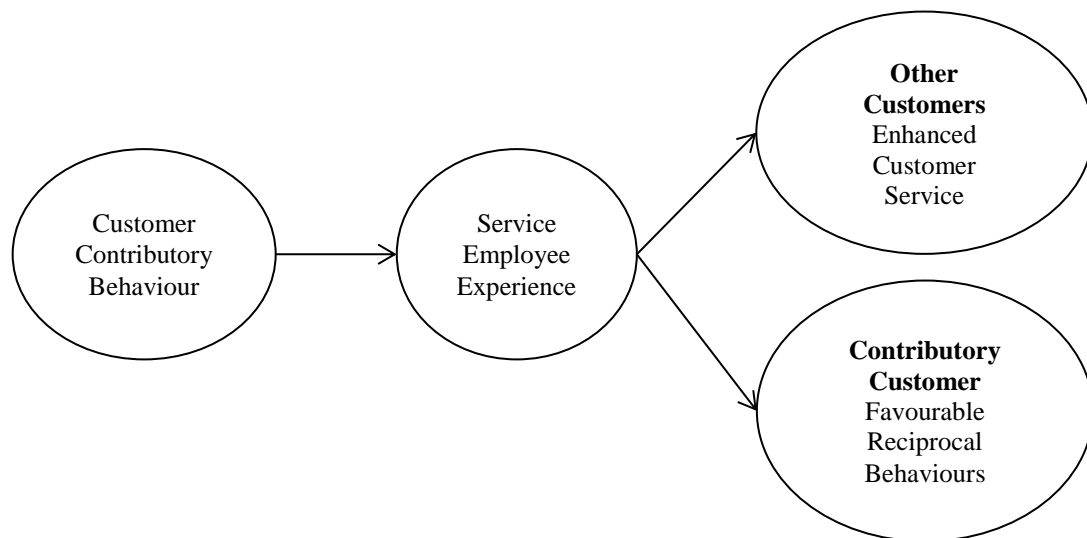 Customer
Contributory
Behaviour
Service
Employee
Experience
Other
Customers
Enhanced
Customer
Service
Contributory
Customer
Favourable
Reciprocal
Behaviours